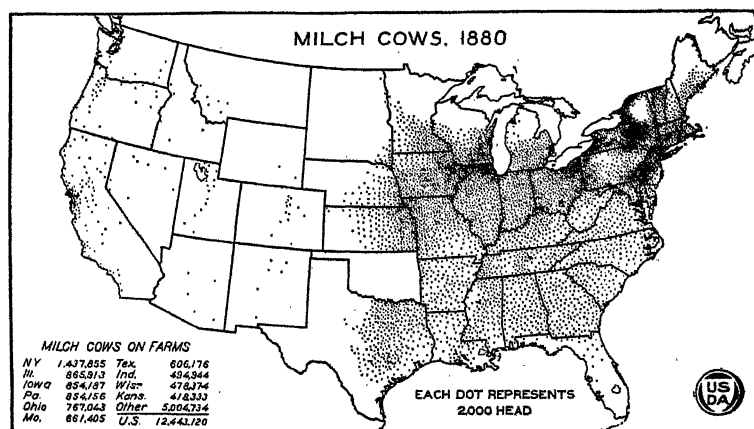 MILCH COWS, 1880
MILCH COWS ON FARMS
NY 1,437,855 Tex. 606,176
Ill. 865,913 Ind. 494,944
Iowa 854,187 Wis. 478,374
Pa. 854,156 Kans. 418,333
Ohio 767,043 Other 5,004,734
Mo. 661,405 U.S. 12,443,120
EACH DOT REPRESENTS
2,000 HEAD
US
DA